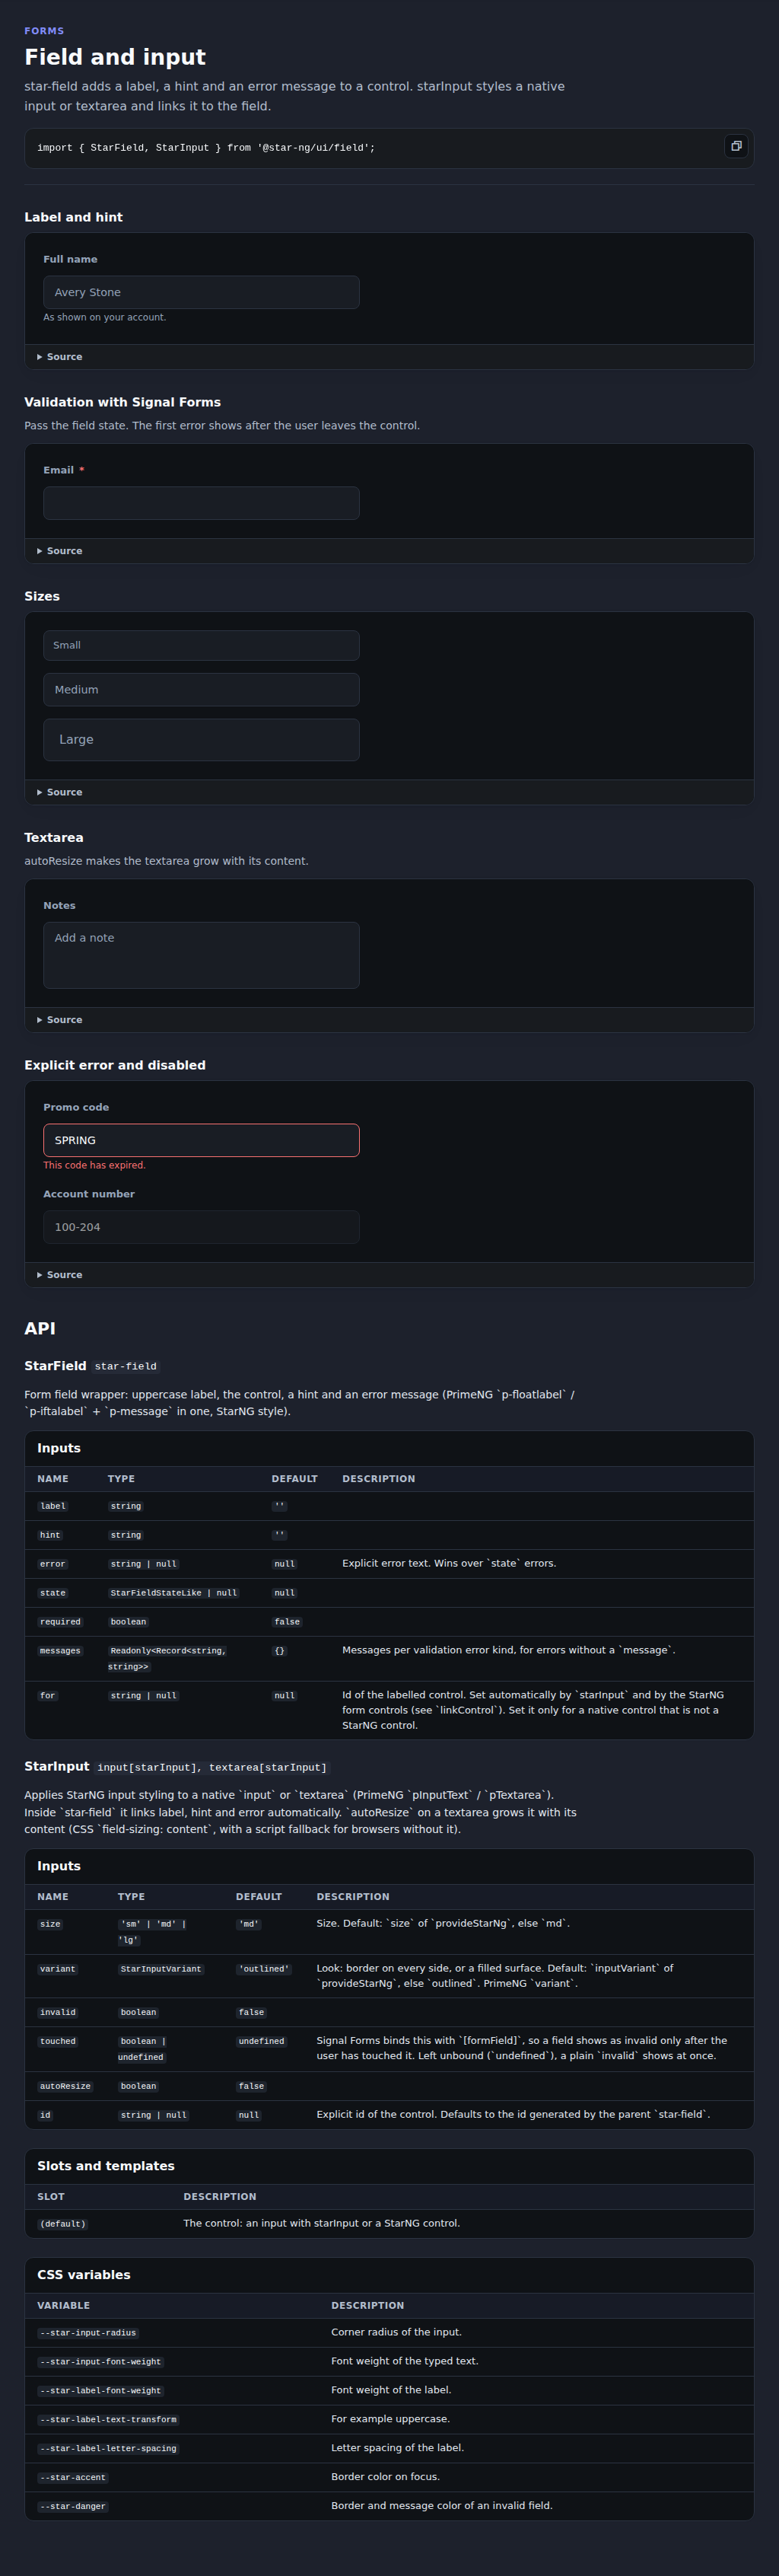 FORMS
Field and input
star-field adds a label, a hint and an error message to a control. starInput styles a native
input or textarea and links it to the field.
import { StarField, StarInput } from '@star-ng/ui/field';
Label and hint
Full name
Avery Stone
As shown on your account.
Source
Validation with Signal Forms
Pass the field state. The first error shows after the user leaves the control.
Email *
Source
Sizes
Small
Medium
Large
Source
Textarea
autoResize makes the textarea grow with its content.
Notes
Add a note
Source
Explicit error and disabled
Promo code
SPRING
This code has expired.
Account number
100-204
Source
API
StarField star-field
Form field wrapper: uppercase label, the control, a hint and an error message (PrimeNG `p-floatlabel` /
`p-iftalabel` + `p-message` in one, StarNG style).
Inputs
NAME TYPE DEFAULT DESCRIPTION
label string ''
hint string ''
error string | null null Explicit error text. Wins over `state` errors.
state StarFieldStateLike | null null
required boolean false
messages Readonly<Record<string, {} Messages per validation error kind, for errors without a `message`.
string>>
for string | null null Id of the labelled control. Set automatically by `starInput` and by the StarNG
form controls (see `linkControl`). Set it only for a native control that is not a
StarNG control.
StarInput input[starInput], textarea[starInput]
Applies StarNG input styling to a native `input` or `textarea` (PrimeNG `pInputText` / `pTextarea`).
Inside `star-field` it links label, hint and error automatically. `autoResize` on a textarea grows it with its
content (CSS `field-sizing: content`, with a script fallback for browsers without it).
Inputs
NAME TYPE DEFAULT DESCRIPTION
size 'sm' | 'md' | 'md' Size. Default: `size` of `provideStarNg`, else `md`.
'lg'
variant StarInputVariant 'outlined' Look: border on every side, or a filled surface. Default: `inputVariant` of
`provideStarNg`, else `outlined`. PrimeNG `variant`.
invalid boolean false
touched boolean | undefined Signal Forms binds this with `[formField]`, so a field shows as invalid only after the
undefined user has touched it. Left unbound (`undefined`), a plain `invalid` shows at once.
autoResize boolean false
id string | null null Explicit id of the control. Defaults to the id generated by the parent `star-field`.
Slots and templates
SLOT DESCRIPTION
(default) The control: an input with starInput or a StarNG control.
CSS variables
VARIABLE DESCRIPTION
--star-input-radius Corner radius of the input.
--star-input-font-weight Font weight of the typed text.
--star-label-font-weight Font weight of the label.
--star-label-text-transform For example uppercase.
--star-label-letter-spacing Letter spacing of the label.
--star-accent Border color on focus.
--star-danger Border and message color of an invalid field.